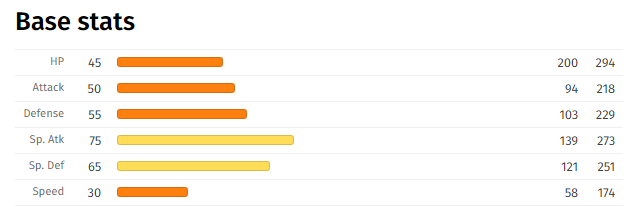 Base stats
HP 45 200 294
Attack 50 94 218
Defense 55 103 229
Sp. Atk 75 139 273
Sp. Def 65 121 251
Speed 30 58 174